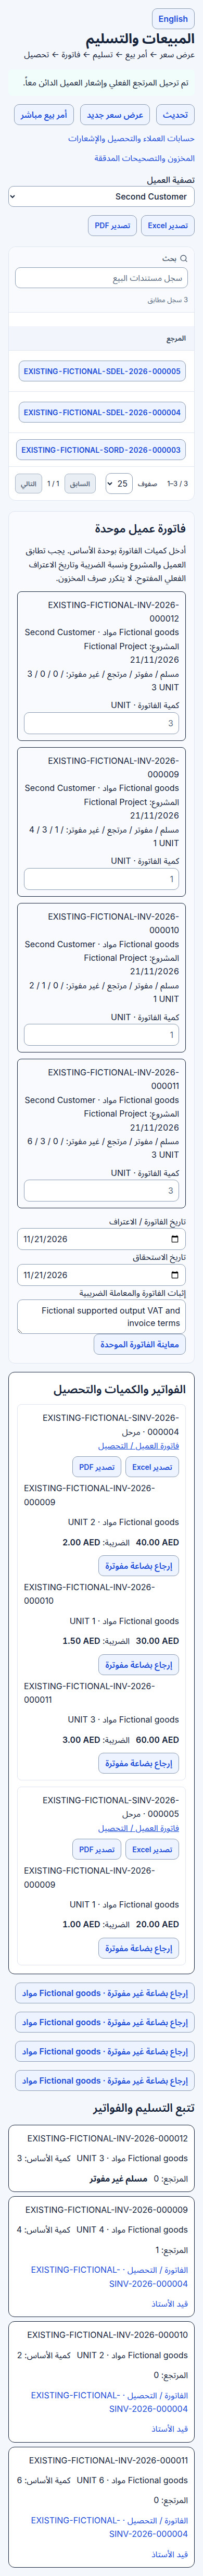 English
المبيعات والتسليم
عرض سعر ← أمر بيع ← تسليم ← فاتورة ← تحصيل
تم ترحيل المرتجع الفعلي وإشعار العميل الدائن معاً.
تحديث
عرض سعر جديد
أمر بيع مباشر
حسابات العملاء والتحصيل والإشعارات
المخزون والتصحيحات المدققة
تصفية العميل
Second Customer
تصدير Excel
تصدير PDF
بحث
سجل مستندات البيع
3 سجل مطابق
المرجع
EXISTING-FICTIONAL-SDEL-2026-000005
EXISTING-FICTIONAL-SDEL-2026-000004
EXISTING-FICTIONAL-SORD-2026-000003
1-3 / 3
صفوف
25
السابق
1 / 1
التالي
فاتورة عميل موحدة
أدخل كميات الفاتورة بوحدة الأساس. يجب تطابق
العميل والمشروع ونسبة الضريبة وتاريخ الاعتراف
الفعلي المفتوح. لا يتكرر صرف المخزون.
EXISTING-FICTIONAL-INV-2026-
000012
Fictional goods مواد · Second Customer
المشروع: Fictional Project
21/11/2026
مسلم / مفوتر / مرتجع / غير مفوتر: / 0 / 0 / 3
3 UNIT
كمية الفاتورة · UNIT
3
EXISTING-FICTIONAL-INV-2026-
000009
Fictional goods مواد · Second Customer
المشروع: Fictional Project
21/11/2026
مسلم / مفوتر / مرتجع / غير مفوتر: / 1 / 3 / 4
1 UNIT
كمية الفاتورة · UNIT
1
EXISTING-FICTIONAL-INV-2026-
000010
Fictional goods مواد · Second Customer
المشروع: Fictional Project
21/11/2026
مسلم / مفوتر / مرتجع / غير مفوتر: / 0 / 1 / 2
1 UNIT
كمية الفاتورة · UNIT
1
EXISTING-FICTIONAL-INV-2026-
000011
Fictional goods مواد · Second Customer
المشروع: Fictional Project
21/11/2026
مسلم / مفوتر / مرتجع / غير مفوتر: / 0 / 3 / 6
3 UNIT
كمية الفاتورة · UNIT
3
تاريخ الفاتورة / الاعتراف
11/21/2026
تاريخ الاستحقاق
11/21/2026
إثبات الفاتورة والمعاملة الضريبية
Fictional supported output VAT and
invoice terms
معاينة الفاتورة الموحدة
الفواتير والكميات والتحصيل
EXISTING-FICTIONAL-SINV-2026-
000004 · مرحل
فاتورة العميل / التحصيل
تصدير Excel
تصدير PDF
EXISTING-FICTIONAL-INV-2026-
000009
Fictional goods مواد · 2 UNIT
40.00 AED الضريبة: 2.00 AED
إرجاع بضاعة مفوترة
EXISTING-FICTIONAL-INV-2026-
000010
Fictional goods مواد · 1 UNIT
30.00 AED الضريبة: 1.50 AED
إرجاع بضاعة مفوترة
EXISTING-FICTIONAL-INV-2026-
000011
Fictional goods مواد · 3 UNIT
60.00 AED الضريبة: 3.00 AED
إرجاع بضاعة مفوترة
EXISTING-FICTIONAL-SINV-2026-
000005 · مرحل
فاتورة العميل / التحصيل
تصدير Excel
تصدير PDF
EXISTING-FICTIONAL-INV-2026-
000009
Fictional goods مواد · 1 UNIT
20.00 AED الضريبة: 1.00 AED
إرجاع بضاعة مفوترة
إرجاع بضاعة غير مفوترة · Fictional goods مواد
إرجاع بضاعة غير مفوترة · Fictional goods مواد
إرجاع بضاعة غير مفوترة · Fictional goods مواد
إرجاع بضاعة غير مفوترة · Fictional goods مواد
تتبع التسليم والفواتير
EXISTING-FICTIONAL-INV-2026-000012
Fictional goods مواد · 3 UNIT كمية الأساس: 3
المرتجع: 0 مسلم غير مفوتر
EXISTING-FICTIONAL-INV-2026-000009
Fictional goods مواد · 4 UNIT كمية الأساس: 4
المرتجع: 1
الفاتورة / التحصيل · EXISTING-FICTIONAL-
SINV-2026-000004
قيد الأستاذ
EXISTING-FICTIONAL-INV-2026-000010
Fictional goods مواد · 2 UNIT كمية الأساس: 2
المرتجع: 0
الفاتورة / التحصيل · EXISTING-FICTIONAL-
SINV-2026-000004
قيد الأستاذ
EXISTING-FICTIONAL-INV-2026-000011
Fictional goods مواد · 6 UNIT كمية الأساس: 6
المرتجع: 0
الفاتورة / التحصيل · EXISTING-FICTIONAL-
SINV-2026-000004
قيد الأستاذ